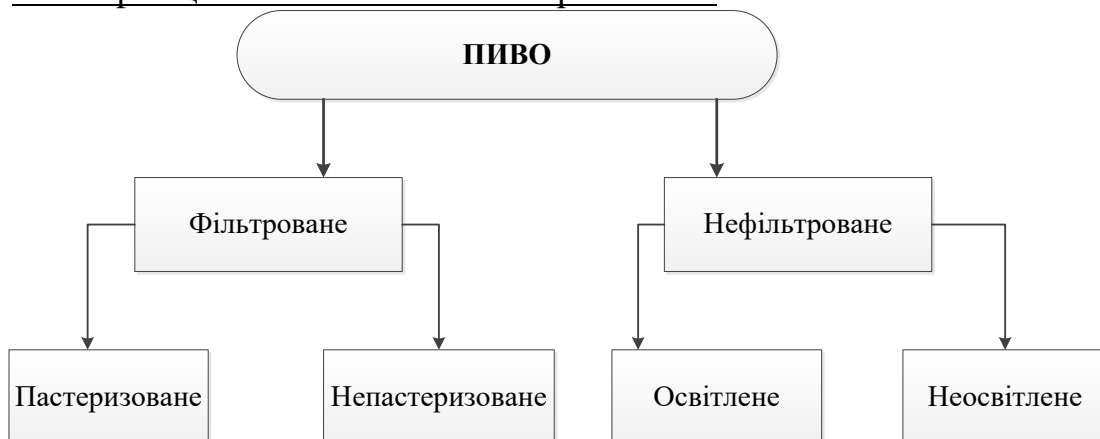 ПИВО
Фільтроване
Нефільтроване
Пастеризоване
Непастеризоване
Освітлене
Неосвітлене